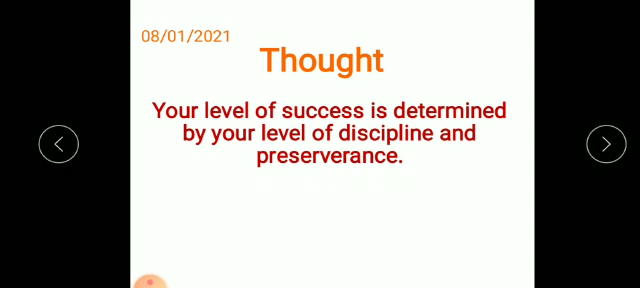 08/01/2021
Thought
Your level of success is determined
by your level of discipline and
preserverance.